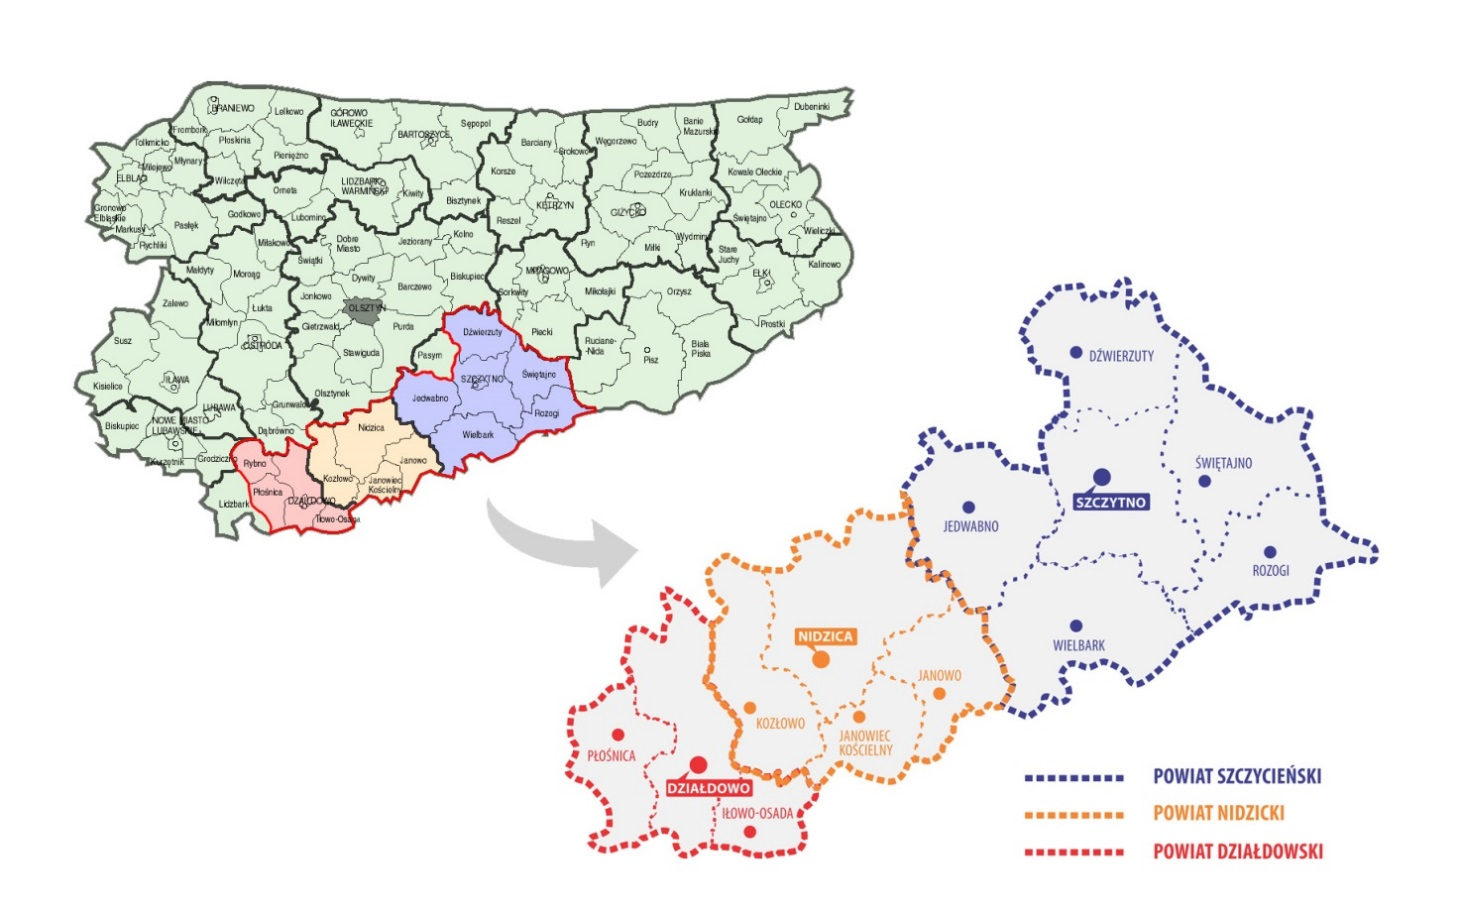 BRANIEWO
Lelkowo
GÓROWO
IŁAWECKIE
Sępopol
BARTOSZYCE
Frombork
Płoskinia
Tolkmicko
Młynary
Milejewo
Pieniężno
ELBLĄG
Wilczęta
Orneta
LIDZBARK
WARMIŃSKI
Kiwity
Bisztynek
Barciany
Srokowo
Korsze
KĘTRZYN
Reszel
Węgorzewo
Budry
Banie
Mazurskie
Gołdap
Dubeninki
Pozezdrze
Kruklanki
GIŻYCKO
Kowale Oleckie
OLECKO
Świętajno
Wieliczki
Gronowo
Elbląskie
Markusy
Rychliki
Pasłęk
Godkowo
Lubomino
Miłakowo
Dobre
Miasto
Jeziorany
Kolno
Ryn
Miłki
Wydminy
Stare
Juchy
EŁK
Kalinowo
Małdyty
Morąg
Świątki
Dywity
Barczewo
Biskupiec
MRĄGOWO
Sorkwity
Mikołajki
Orzysz
Zalewo
Łukta
Jonkowo
OLSZTYN
Gietrzwałd
Purda
Miłomłyn
OSTRÓDA
Stawiguda
Pasym
Dźwierzuty
Piecki
Ruciane-
Nida
Pisz
Biała
Piska
Prostki
Susz
Kisielice
IŁAWA
LUBAWA
Grunwald
Olsztynek
Jedwabno
SZCZYTNO
Świętajno
Rozogi
Biskupiec
NOWE MIASTO
LUBAWSKIE
Kurzętnik
Grodziczno
Dąbrówno
Nidzica
Wielbark
Rybno
Janowo
Kozłowo
Janowiec
Kościelny
Płośnica
DZIAŁDOWO
Lidzbark
Iłowo-Osada
DŹWIERZUTY
ŚWIĘTAJNO
SZCZYTNO
JEDWABNO
ROZOGI
WIELBARK
NIDZICA
JANOWO
KOZŁOWO
JANOWIEC
KOŚCIELNY
PŁOŚNICA
DZIAŁDOWO
IŁOWO-OSADA
POWIAT SZCZYCIEŃSKI
POWIAT NIDZICKI
POWIAT DZIAŁDOWSKI